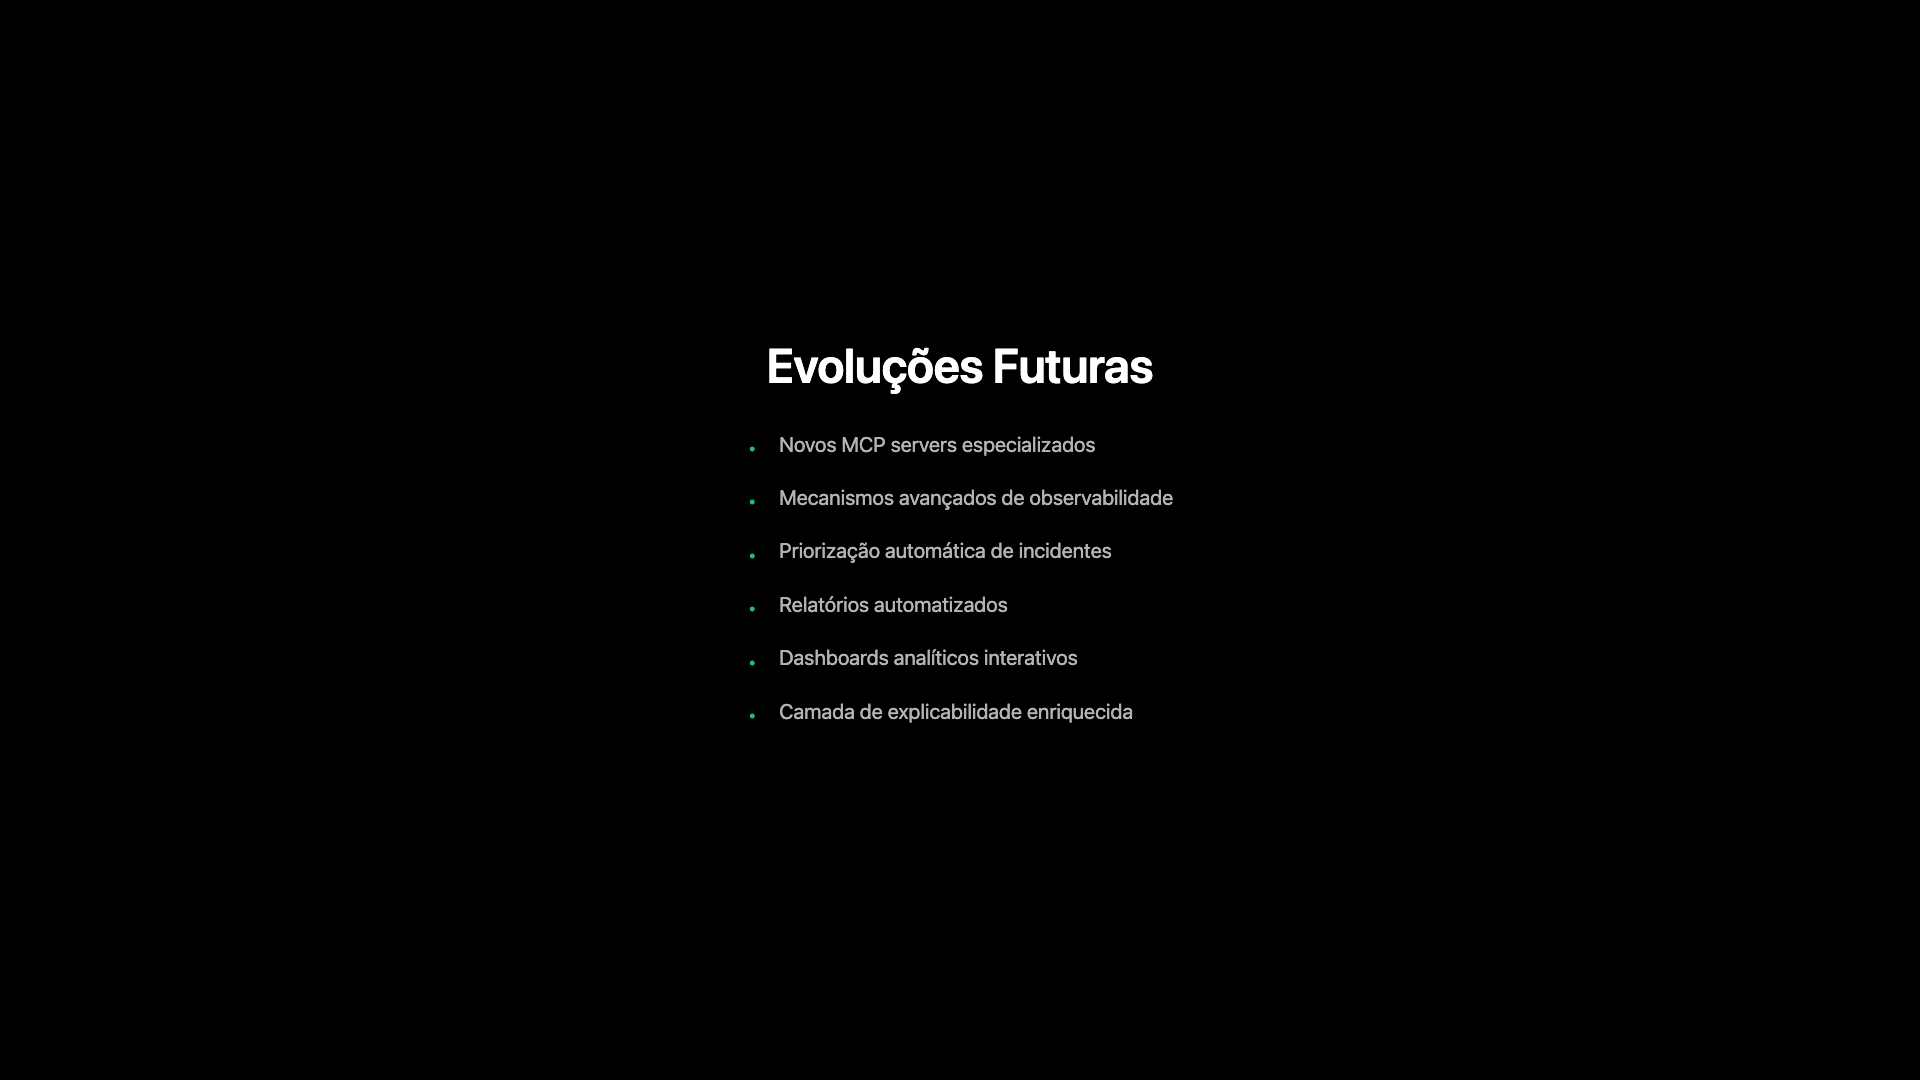 Evoluções Futuras
• Novos MCP servers especializados
• Mecanismos avançados de observabilidade
• Priorização automática de incidentes
• Relatórios automatizados
• Dashboards analíticos interativos
• Camada de explicabilidade enriquecida